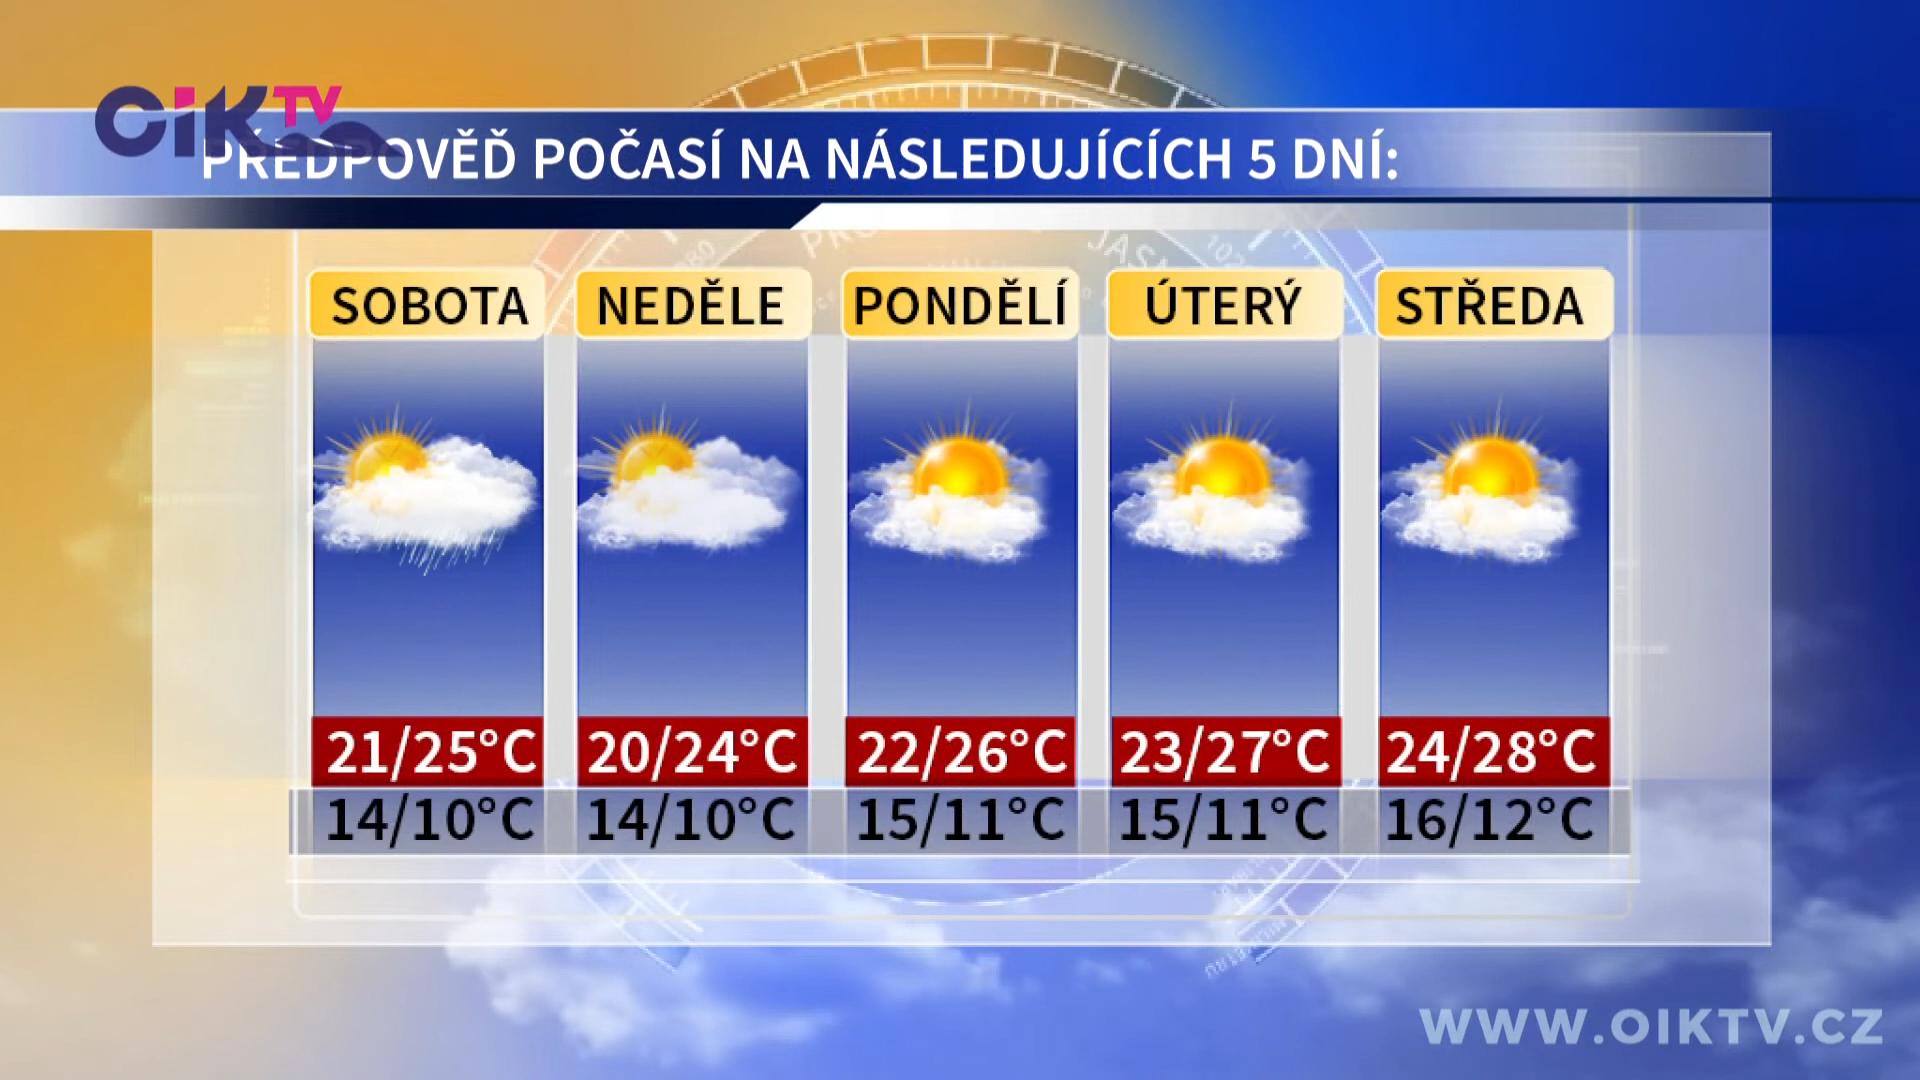 OiK TV
PŘEDPOVĚĎ POČASÍ NA NÁSLEDUJÍCÍCH 5 DNÍ:
SOBOTA NEDĚLE PONDĚLÍ ÚTERÝ STŘEDA
21/25°C 20/24°C 22/26°C 23/27°C 24/28°C
14/10°C 14/10°C 15/11°C 15/11°C 16/12°C
WWW.OIKTV.CZ